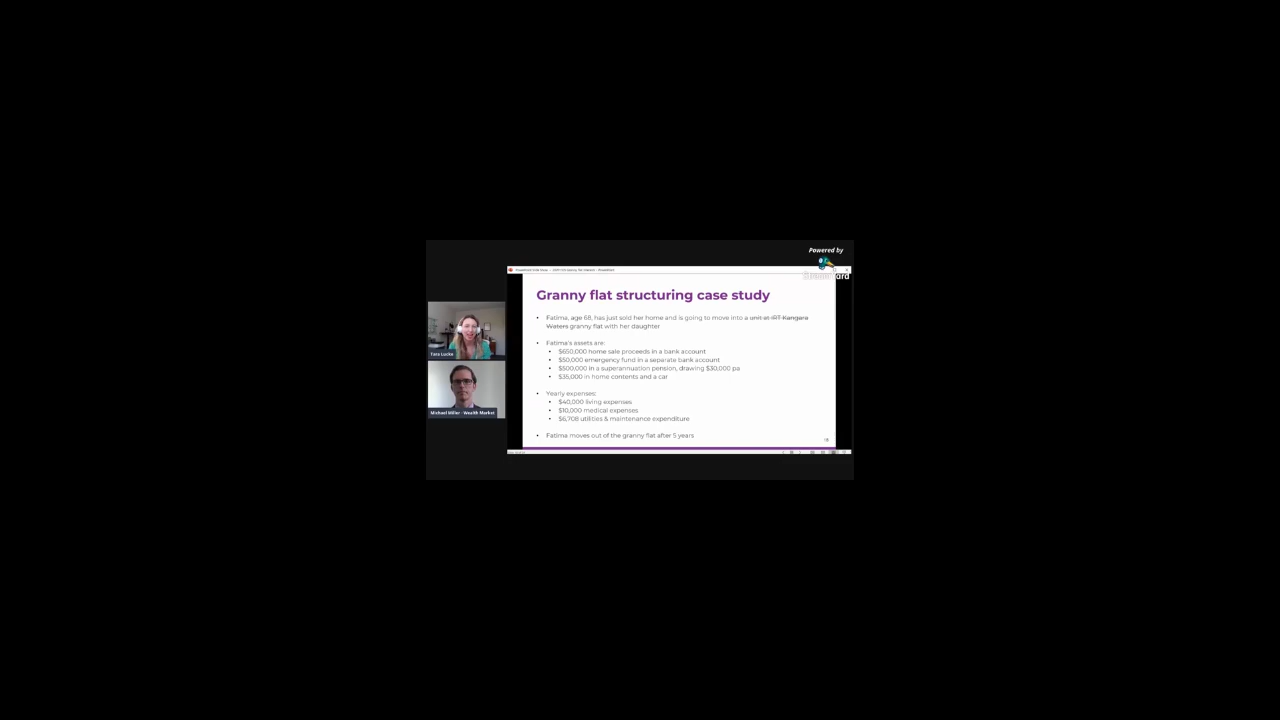 Powered by
StreamYard
Granny flat structuring case study
• Fatima, age 68, has just sold her home and is going to move into a unit at IRT Kangara
Waters granny flat with her daughter
• Fatima's assets are:
• $650,000 home sale proceeds in a bank account
• $50,000 emergency fund in a separate bank account
• $500,000 in a superannuation pension, drawing $30,000 pa
• $35,000 in home contents and a car
• Yearly expenses:
• $40,000 living expenses
• $10,000 medical expenses
• $6,708 utilities & maintenance expenditure
• Fatima moves out of the granny flat after 5 years
Tara Lucke
Michael Miller - Wealth Market